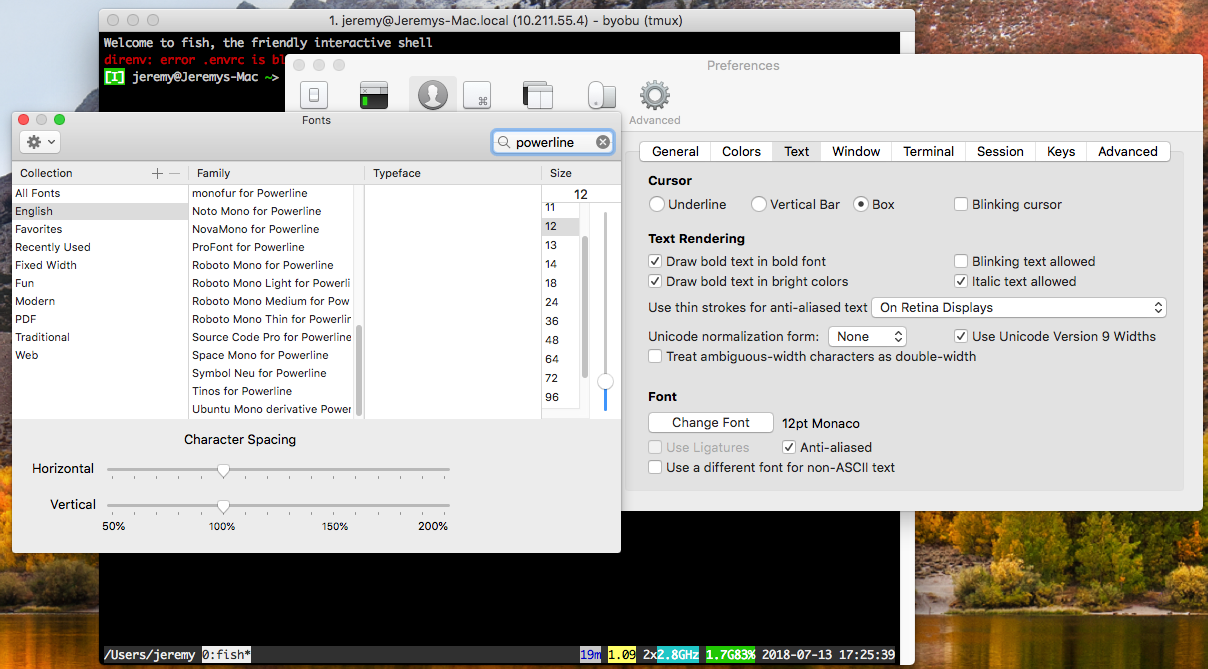 1. jeremy@Jeremys-Mac.local (10.211.55.4) - byobu (tmux)
Welcome to fish, the friendly interactive shell
direnv: error .envrc is bl
[I] jeremy@Jeremys-Mac ~>
Preferences
Advanced
Fonts
powerline
Collection
Family
Typeface
Size
12
All Fonts
English
Favorites
Recently Used
Fixed Width
Fun
Modern
PDF
Traditional
Web
monofur for Powerline
Noto Mono for Powerline
NovaMono for Powerline
ProFont for Powerline
Roboto Mono for Powerline
Roboto Mono Light for Powerli
Roboto Mono Medium for Pow
Roboto Mono Thin for Powerlin
Source Code Pro for Powerline
Space Mono for Powerline
Symbol Neu for Powerline
Tinos for Powerline
Ubuntu Mono derivative Power
11
12
13
14
18
24
36
48
64
72
96
Character Spacing
Horizontal
Vertical
50% 100% 150% 200%
General Colors Text Window Terminal Session Keys Advanced
Cursor
Underline Vertical Bar Box Blinking cursor
Text Rendering
Draw bold text in bold font Blinking text allowed
Draw bold text in bright colors Italic text allowed
Use thin strokes for anti-aliased text On Retina Displays
Unicode normalization form: None Use Unicode Version 9 Widths
Treat ambiguous-width characters as double-width
Font
Change Font 12pt Monaco
Use Ligatures Anti-aliased
Use a different font for non-ASCII text
/Users/jeremy 0:fish* 19m 1.09 2x2.8GHz 1.7G83% 2018-07-13 17:25:39